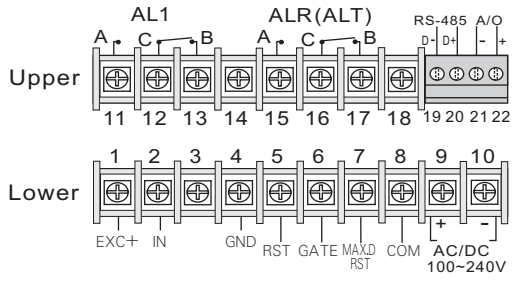 AL1 ALR(ALT) RS-485 A/O
A C B A C B D- D+ - +
Upper
11 12 13 14 15 16 17 18 19 20 21 22
1 2 3 4 5 6 7 8 9 10
Lower
EXC+ IN GND RST GATE MAX.D RST COM + -
AC/DC
100~240V